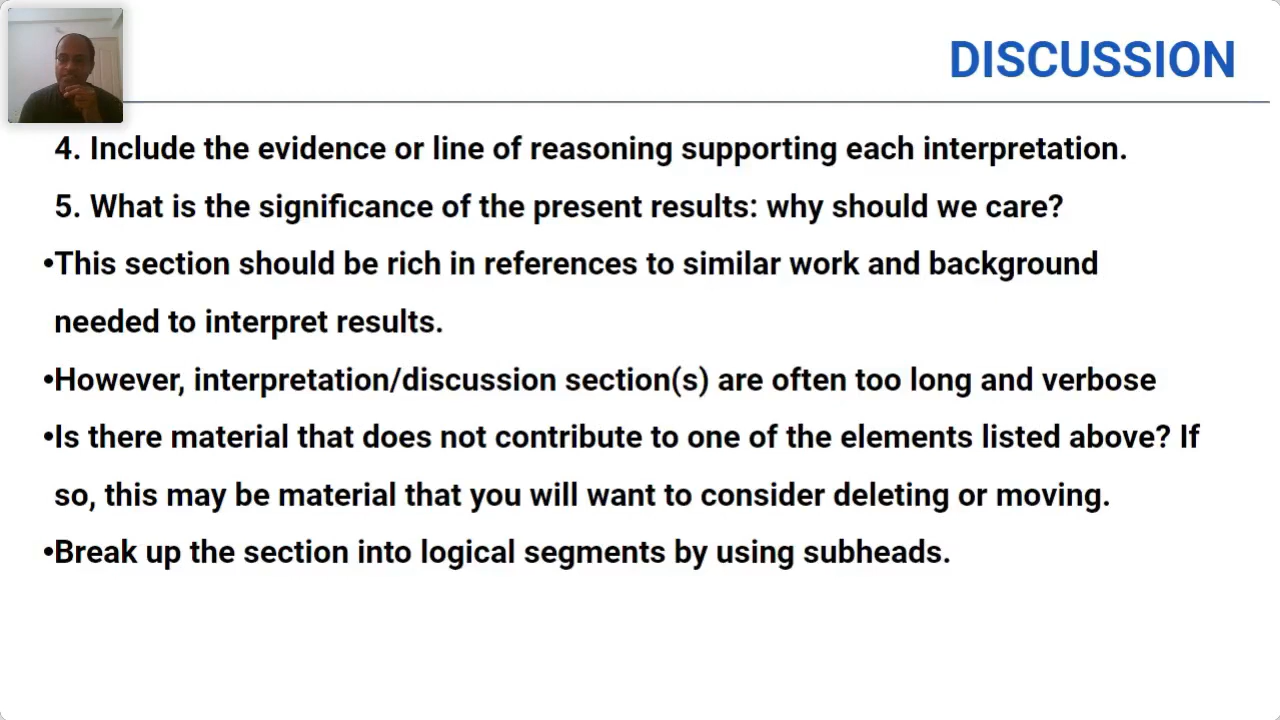 DISCUSSION
4. Include the evidence or line of reasoning supporting each interpretation.
5. What is the significance of the present results: why should we care?
•This section should be rich in references to similar work and background
needed to interpret results.
•However, interpretation/discussion section(s) are often too long and verbose
•Is there material that does not contribute to one of the elements listed above? If
so, this may be material that you will want to consider deleting or moving.
•Break up the section into logical segments by using subheads.